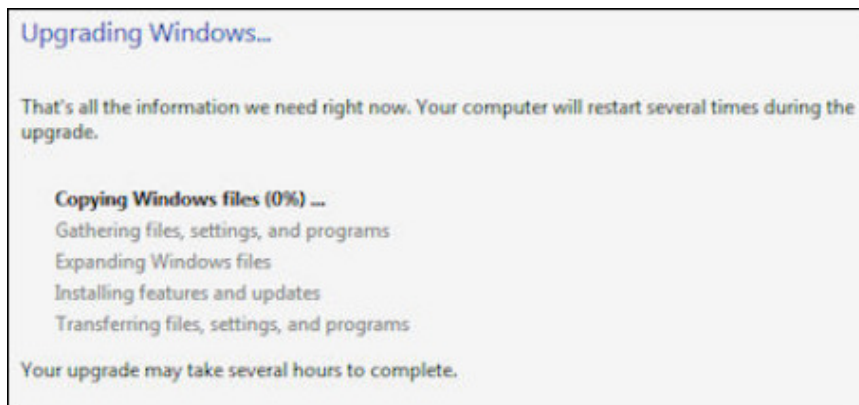 Upgrading Windows...
That's all the information we need right now. Your computer will restart several times during the
upgrade.
Copying Windows files (0%) ...
Gathering files, settings, and programs
Expanding Windows files
Installing features and updates
Transferring files, settings, and programs
Your upgrade may take several hours to complete.